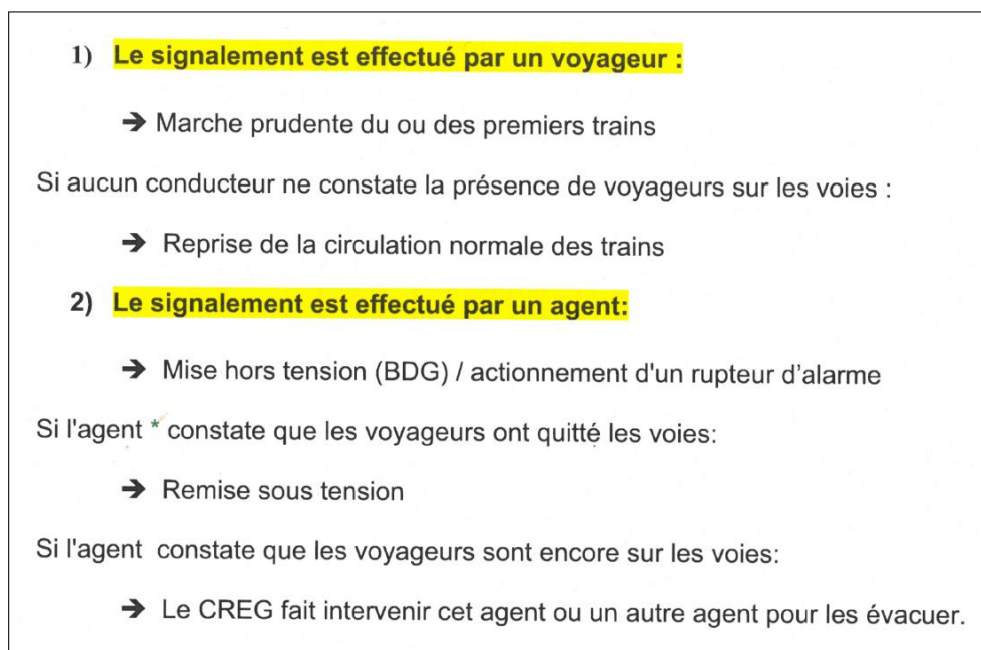 1) Le signalement est effectué par un voyageur :
➔ Marche prudente du ou des premiers trains
Si aucun conducteur ne constate la présence de voyageurs sur les voies :
➔ Reprise de la circulation normale des trains
2) Le signalement est effectué par un agent:
➔ Mise hors tension (BDG) / actionnement d'un rupteur d'alarme
Si l'agent * constate que les voyageurs ont quitté les voies:
➔ Remise sous tension
Si l'agent constate que les voyageurs sont encore sur les voies:
➔ Le CREG fait intervenir cet agent ou un autre agent pour les évacuer.